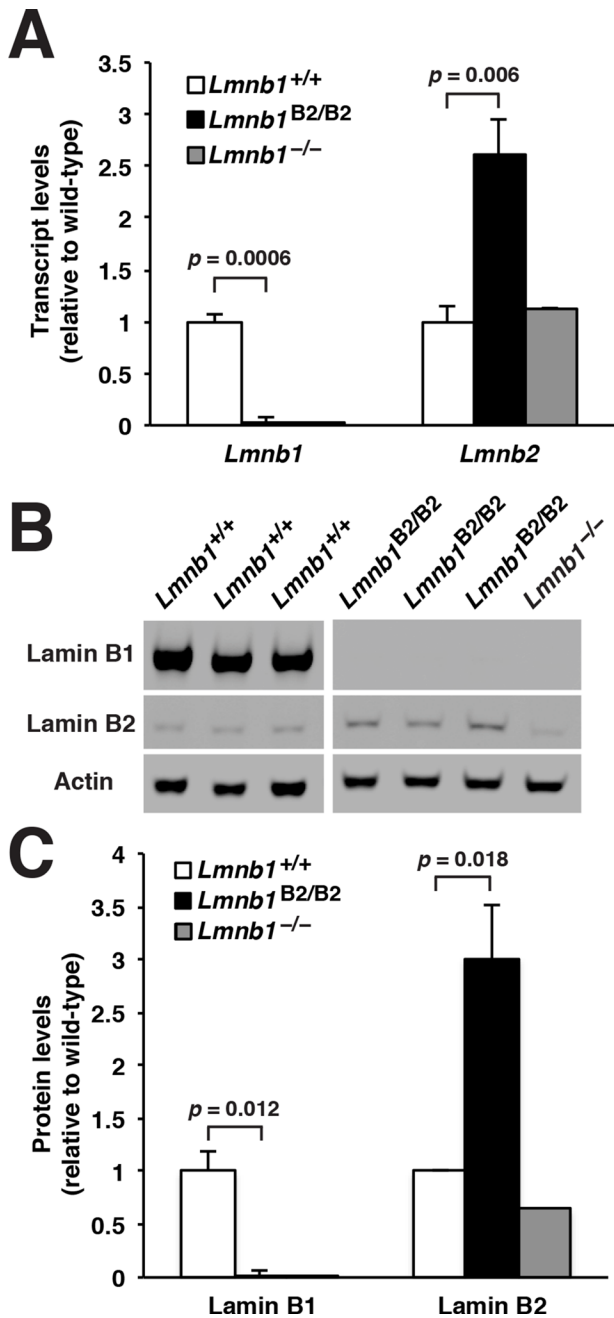 A
Transcript levels
(relative to wild-type)
3.5
3
2.5
2
1.5
1
0.5
0
Lmnb1+/+
Lmnb1B2/B2
Lmnb1−/−
p = 0.0006
p = 0.006
Lmnb1
Lmnb2
B
Lmnb1+/+
Lmnb1+/+
Lmnb1+/+
Lmnb1B2/B2
Lmnb1B2/B2
Lmnb1B2/B2
Lmnb1−/−
Lamin B1
Lamin B2
Actin
C
Protein levels
(relative to wild-type)
4
3.5
3
2.5
2
1.5
1
0.5
0
Lmnb1+/+
Lmnb1B2/B2
Lmnb1−/−
p = 0.012
p = 0.018
Lamin B1
Lamin B2